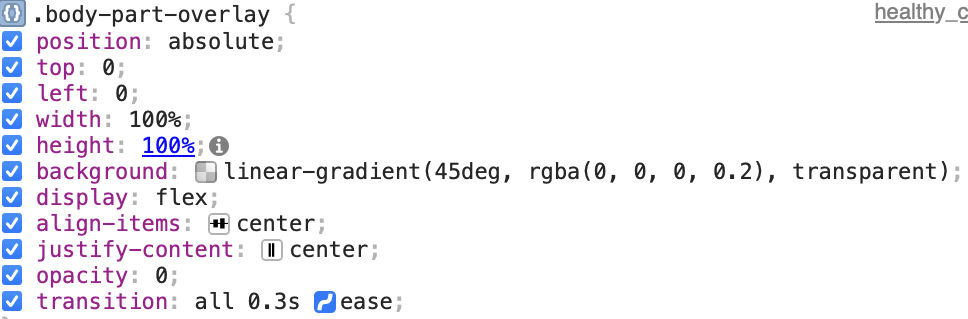 .body-part-overlay { healthy_c
position: absolute;
top: 0;
left: 0;
width: 100%;
height: 100%;
background: linear-gradient(45deg, rgba(0, 0, 0, 0.2), transparent);
display: flex;
align-items: center;
justify-content: center;
opacity: 0;
transition: all 0.3s ease;
}